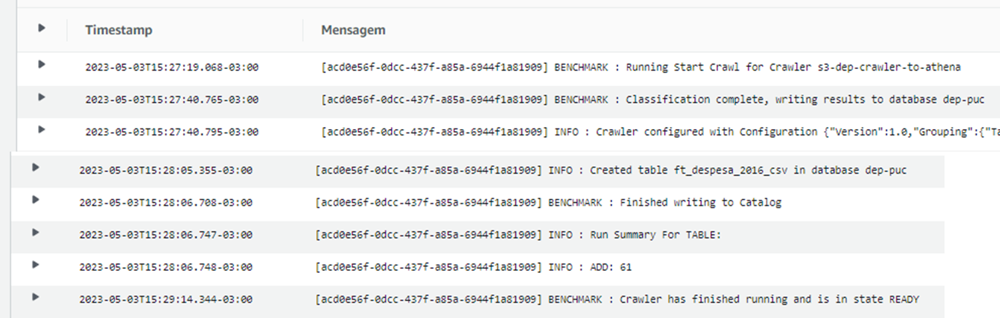 Timestamp Mensagem
2023-05-03T15:27:19.068-03:00 [acd0e56f-0dcc-437f-a85a-6944f1a81909] BENCHMARK : Running Start Crawl for Crawler s3-dep-crawler-to-athena
2023-05-03T15:27:40.765-03:00 [acd0e56f-0dcc-437f-a85a-6944f1a81909] BENCHMARK : Classification complete, writing results to database dep-puc
2023-05-03T15:27:40.795-03:00 [acd0e56f-0dcc-437f-a85a-6944f1a81909] INFO : Crawler configured with Configuration {"Version":1.0,"Grouping":{"Ta
2023-05-03T15:28:05.355-03:00 [acd0e56f-0dcc-437f-a85a-6944f1a81909] INFO : Created table ft_despesa_2016_csv in database dep-puc
2023-05-03T15:28:06.708-03:00 [acd0e56f-0dcc-437f-a85a-6944f1a81909] BENCHMARK : Finished writing to Catalog
2023-05-03T15:28:06.747-03:00 [acd0e56f-0dcc-437f-a85a-6944f1a81909] INFO : Run Summary For TABLE:
2023-05-03T15:28:06.748-03:00 [acd0e56f-0dcc-437f-a85a-6944f1a81909] INFO : ADD: 61
2023-05-03T15:29:14.344-03:00 [acd0e56f-0dcc-437f-a85a-6944f1a81909] BENCHMARK : Crawler has finished running and is in state READY